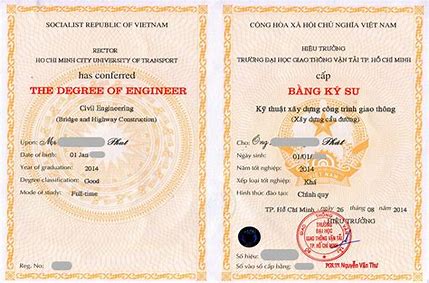 SOCIALIST REPUBLIC OF VIETNAM
RECTOR
HO CHI MINH CITY UNIVERSITY OF TRANSPORT
has conferred
THE DEGREE OF ENGINEER
Civil Engineering
(Bridge and Highway Construction)
Upon: Mr Phat
Date of birth: 01 Jan
Year of graduation: 2014
Degree classification: Good
Mode of study: Full-time
Reg. No:
CỘNG HÒA XÃ HỘI CHỦ NGHĨA VIỆT NAM
HIỆU TRƯỞNG
TRƯỜNG ĐẠI HỌC GIAO THÔNG VẬN TẢI TP. HỒ CHÍ MINH
cấp
BẰNG KỸ SƯ
Kỹ thuật xây dựng công trình giao thông
(Xây dựng cầu đường)
Cho: Ông Phát
Ngày sinh: 01/01/
Năm tốt nghiệp: 2014
Xếp loại tốt nghiệp: Khá
Hình thức đào tạo: Chính quy
TP. Hồ Chí Minh, ngày 26 tháng 08 năm 2014
HIỆU TRƯỞNG
TRƯỜNG
ĐẠI HỌC
GIAO THÔNG VẬN TẢI
TP. HỒ CHÍ MINH
PGS.TS. Nguyễn Văn Thư
Số hiệu:
Số vào sổ cấp bằng: